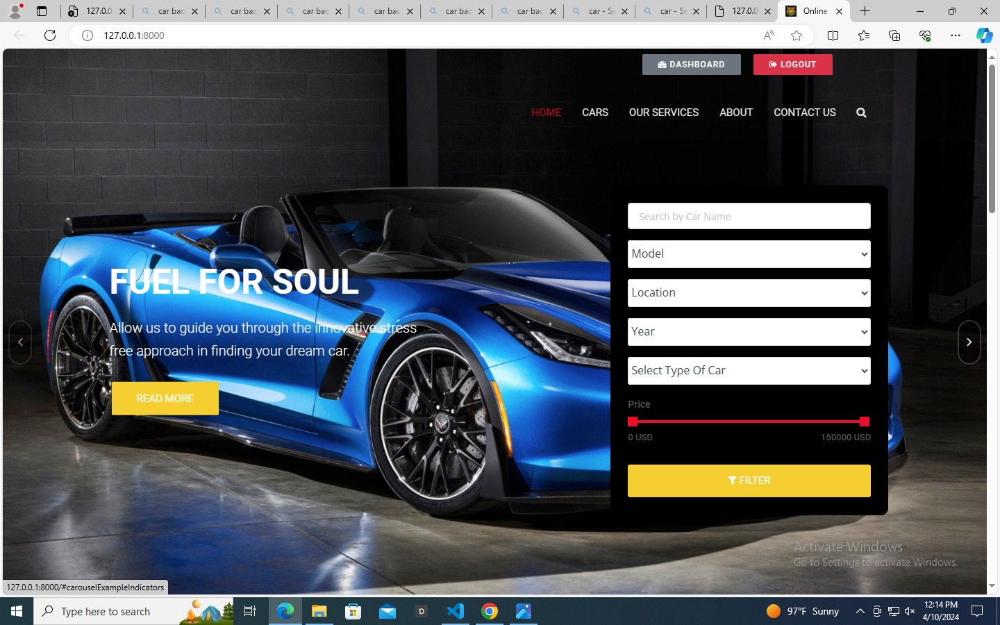 127.0.0.
car bac
car bac
car bac
car bac
car bac
car bac
car - Se
car - Se
127.0.0
Online
127.0.0.1:8000
DASHBOARD
LOGOUT
HOME
CARS
OUR SERVICES
ABOUT
CONTACT US
Search by Car Name
Model
Location
Year
Select Type Of Car
Price
0 USD
150000 USD
FILTER
FUEL FOR SOUL
Allow us to guide you through the innovative stress
free approach in finding your dream car.
READ MORE
Activate Windows
Go to Settings to activate Windows.
127.0.0.1:8000/#carouselExampleIndicators
Type here to search
D
97°F Sunny
12:14 PM
4/10/2024